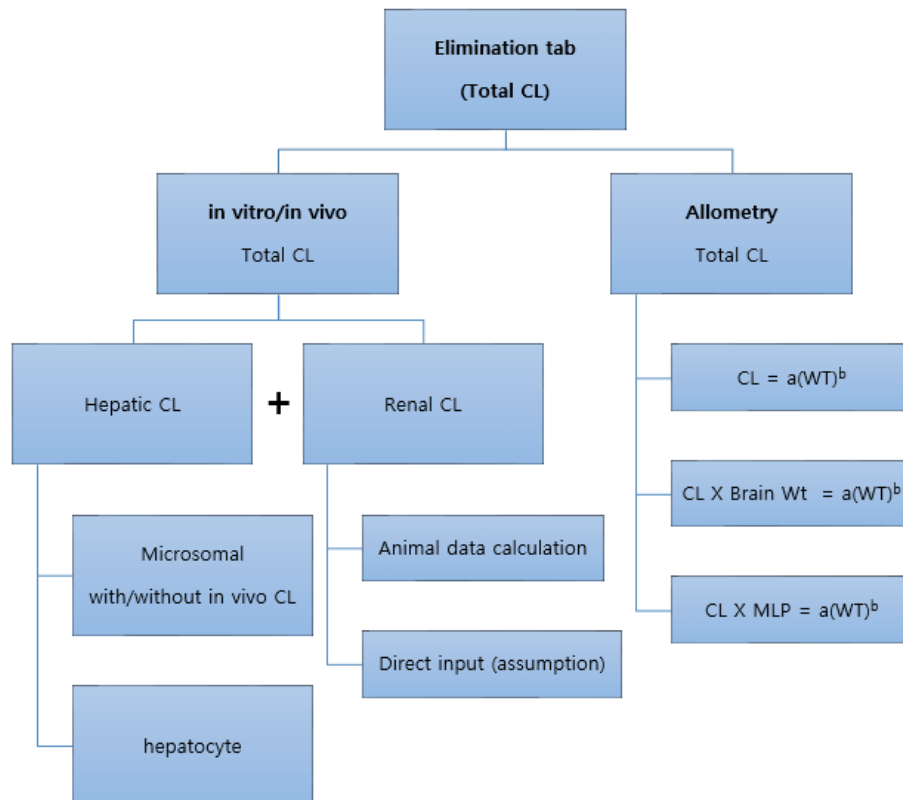 Elimination tab
(Total CL)
in vitro/in vivo
Total CL
Allometry
Total CL
Hepatic CL
+
Renal CL
CL = a(WT)ᵇ
Microsomal
with/without in vivo CL
Animal data calculation
CL X Brain Wt = a(WT)ᵇ
hepatocyte
Direct input (assumption)
CL X MLP = a(WT)ᵇ